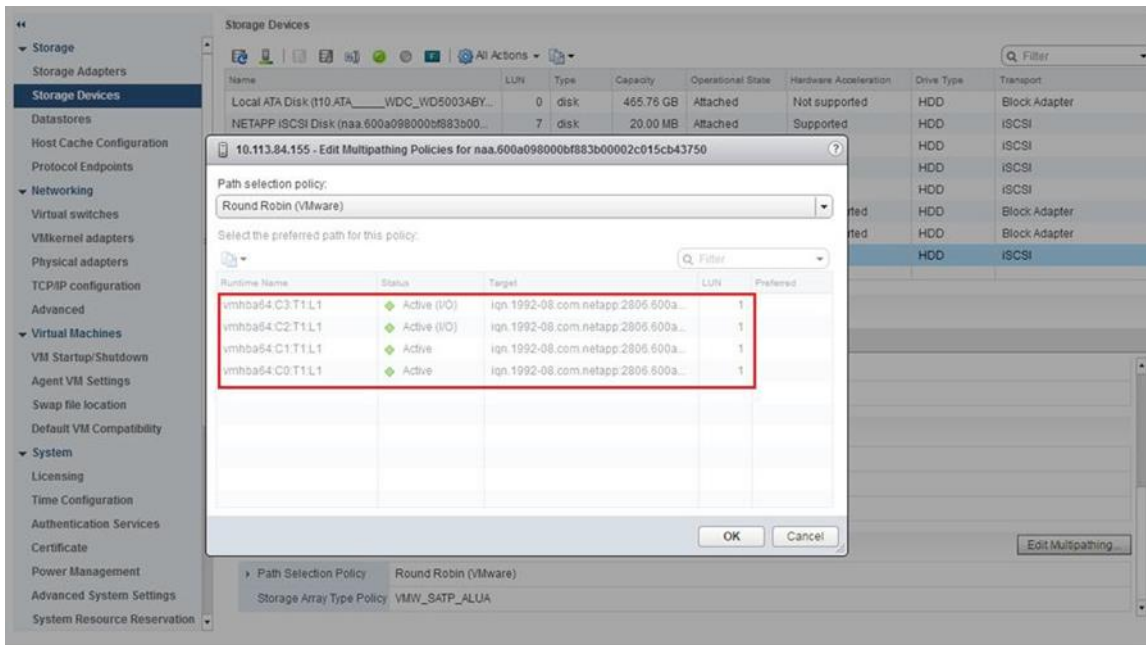 Storage Devices
Storage
Storage Adapters
Storage Devices
Datastores
Host Cache Configuration
Protocol Endpoints
Networking
Virtual switches
VMkernel adapters
Physical adapters
TCP/IP configuration
Advanced
Virtual Machines
VM Startup/Shutdown
Agent VM Settings
Swap file location
Default VM Compatibility
System
Licensing
Time Configuration
Authentication Services
Certificate
Power Management
Advanced System Settings
System Resource Reservation
All Actions
Filter
Name LUN Type Capacity Operational State Hardware Acceleration Drive Type Transport
Local ATA Disk (t10.ATA_____WDC_WD5003ABY... 0 disk 465.76 GB Attached Not supported HDD Block Adapter
NETAPP iSCSI Disk (naa.600a098000bf883b00... 7 disk 20.00 MB Attached Supported HDD iSCSI
HDD iSCSI
HDD iSCSI
HDD iSCSI
rted HDD Block Adapter
rted HDD Block Adapter
HDD iSCSI
10.113.84.155 - Edit Multipathing Policies for naa.600a098000bf883b00002c015cb43750
Path selection policy:
Round Robin (VMware)
Select the preferred path for this policy:
Filter
Runtime Name Status Target LUN Preferred
vmhba64:C3:T1:L1 Active (I/O) iqn.1992-08.com.netapp:2806.600a... 1
vmhba64:C2:T1:L1 Active (I/O) iqn.1992-08.com.netapp:2806.600a... 1
vmhba64:C1:T1:L1 Active iqn.1992-08.com.netapp:2806.600a... 1
vmhba64:C0:T1:L1 Active iqn.1992-08.com.netapp:2806.600a... 1
OK Cancel
Edit Multipathing...
Path Selection Policy Round Robin (VMware)
Storage Array Type Policy VMW_SATP_ALUA